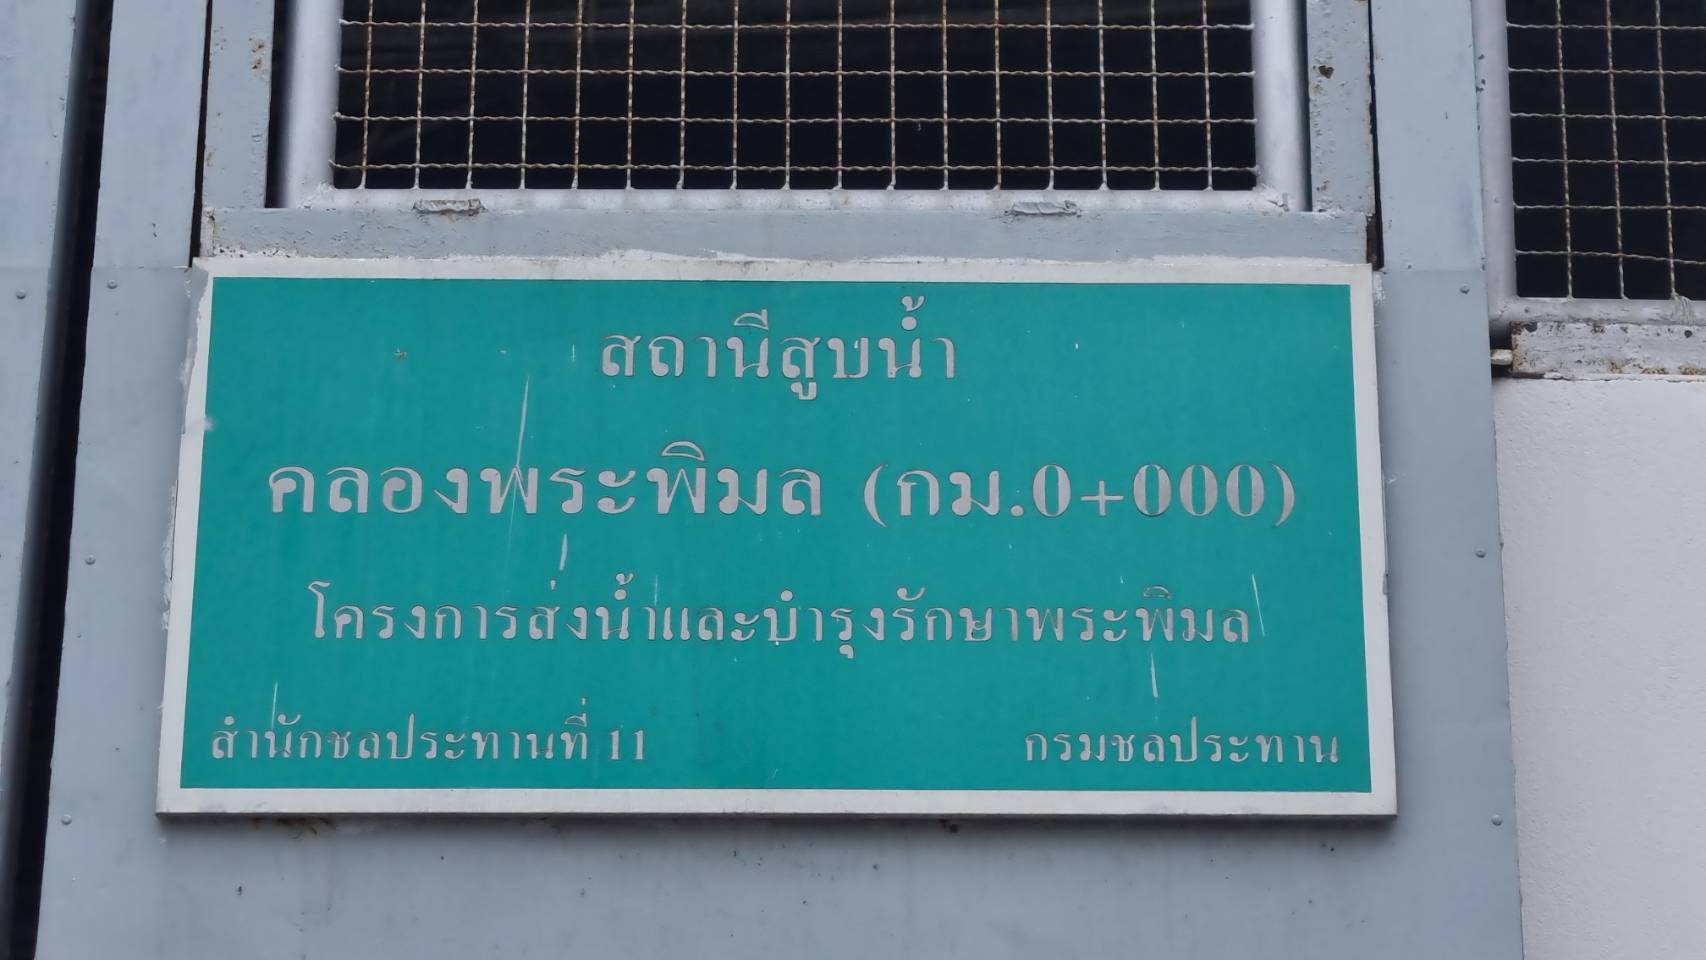 สถานีสูบน้ำ
คลองพระพิมล (กม.0+000)
โครงการส่งน้ำและบำรุงรักษาพระพิมล
สำนักชลประทานที่ 11 กรมชลประทาน